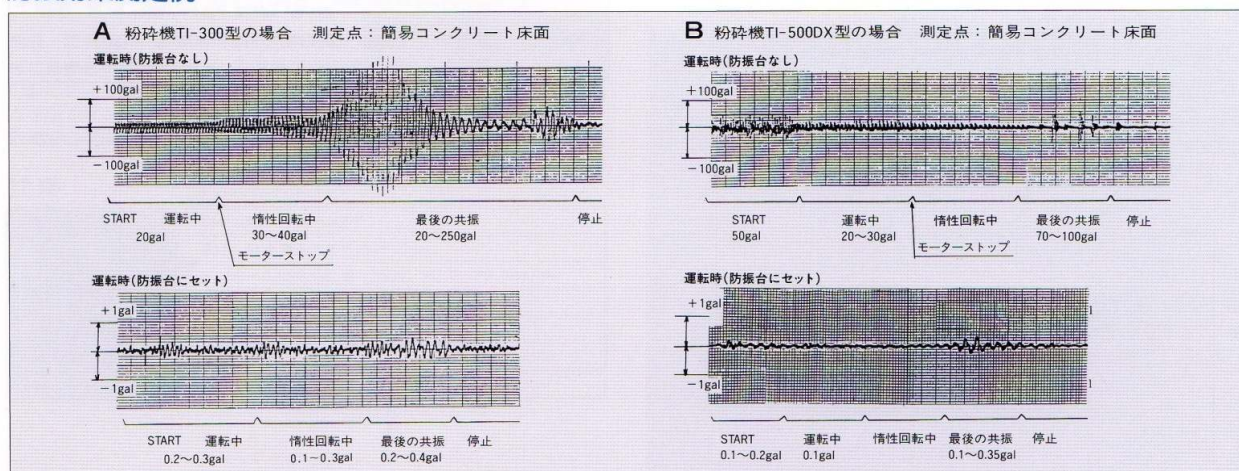 A 粉砕機TI-300型の場合 測定点：簡易コンクリート床面
運転時(防振台なし)
+100gal
−100gal
START 運転中 惰性回転中 最後の共振 停止
20gal 30〜40gal 20〜250gal
モーターストップ
運転時(防振台にセット)
+1gal
−1gal
START 運転中 惰性回転中 最後の共振 停止
0.2〜0.3gal 0.1−0.3gal 0.2〜0.4gal
B 粉砕機TI-500DX型の場合 測定点：簡易コンクリート床面
運転時(防振台なし)
+100gal
−100gal
START 運転中 惰性回転中 最後の共振 停止
50gal 20〜30gal 70〜100gal
モーターストップ
運転時(防振台にセット)
+1gal
−1gal
START 運転中 惰性回転中 最後の共振 停止
0.1〜0.2gal 0.1gal 0.1〜0.35gal